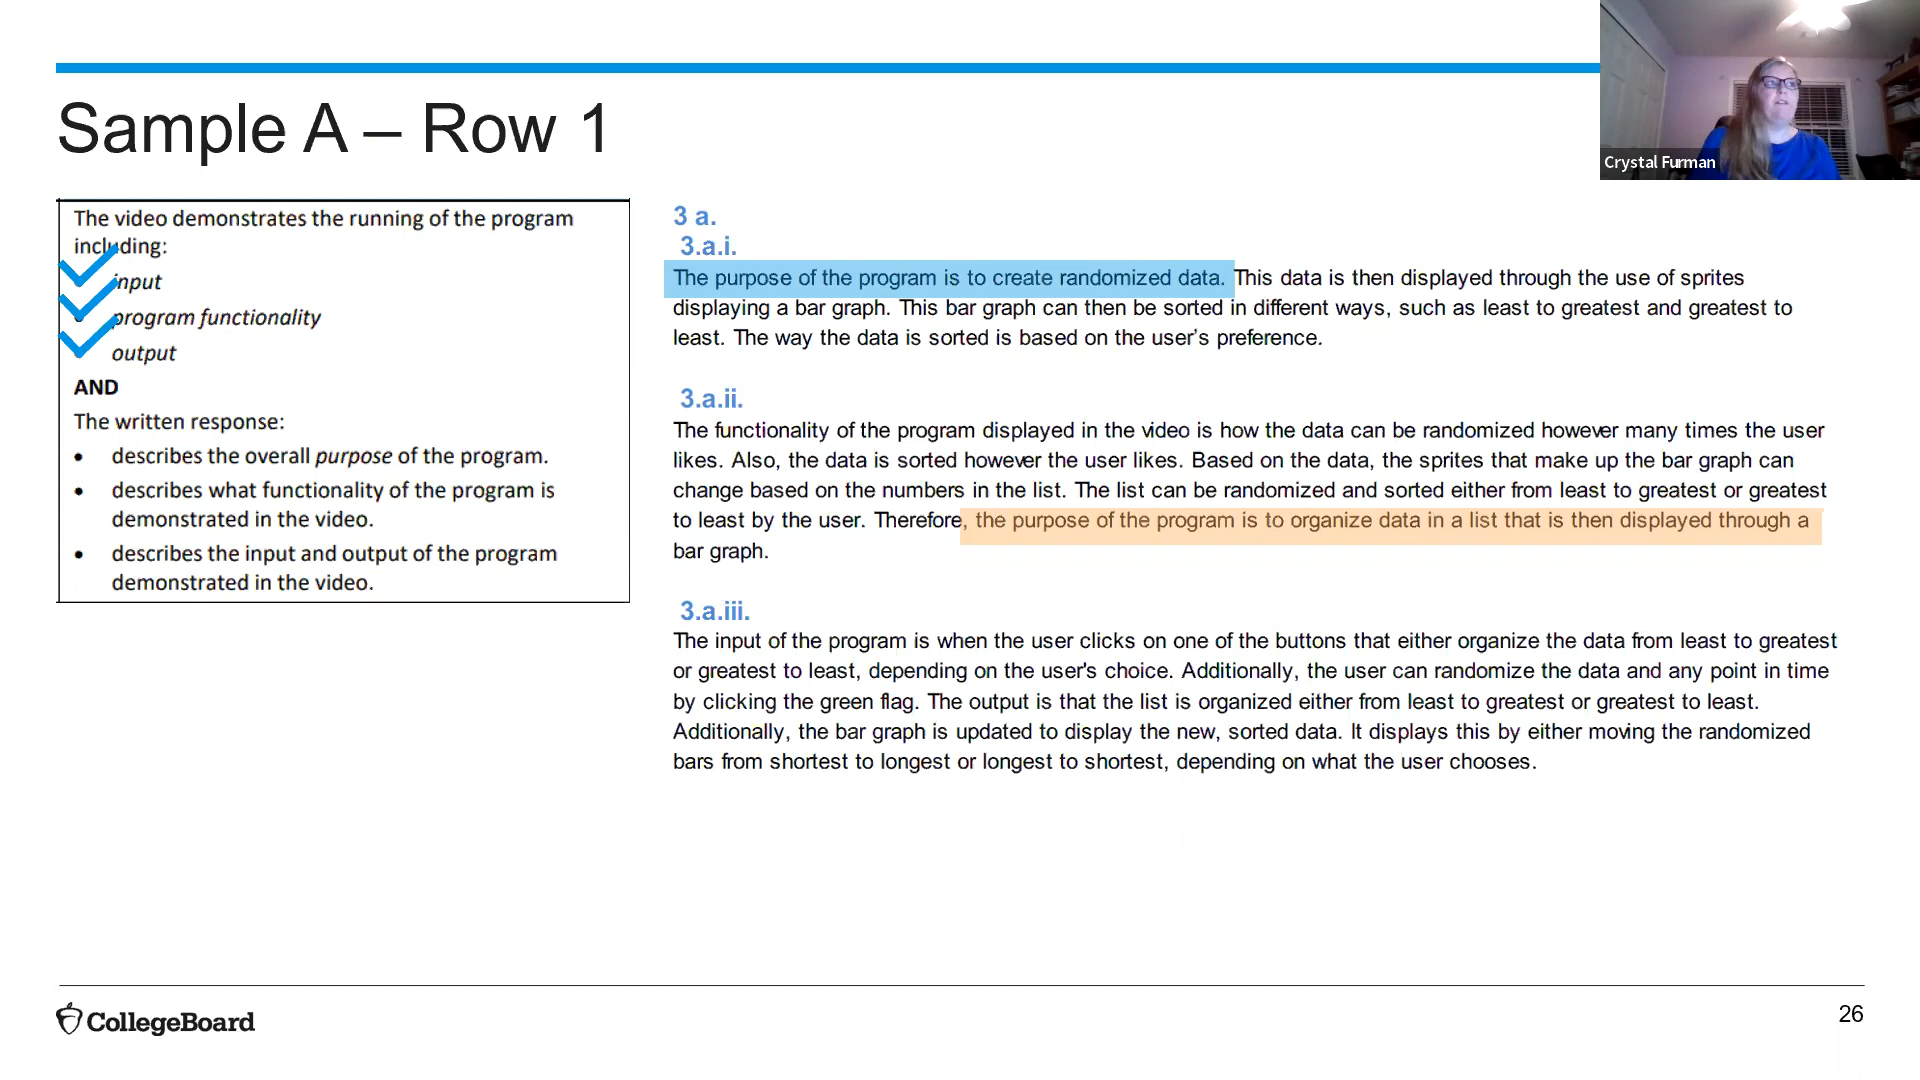 Sample A – Row 1
Crystal Furman
The video demonstrates the running of the program
including:
input
program functionality
output
AND
The written response:
• describes the overall purpose of the program.
• describes what functionality of the program is
demonstrated in the video.
• describes the input and output of the program
demonstrated in the video.
3 a.
3.a.i.
The purpose of the program is to create randomized data. This data is then displayed through the use of sprites
displaying a bar graph. This bar graph can then be sorted in different ways, such as least to greatest and greatest to
least. The way the data is sorted is based on the user’s preference.
3.a.ii.
The functionality of the program displayed in the video is how the data can be randomized however many times the user
likes. Also, the data is sorted however the user likes. Based on the data, the sprites that make up the bar graph can
change based on the numbers in the list. The list can be randomized and sorted either from least to greatest or greatest
to least by the user. Therefore, the purpose of the program is to organize data in a list that is then displayed through a
bar graph.
3.a.iii.
The input of the program is when the user clicks on one of the buttons that either organize the data from least to greatest
or greatest to least, depending on the user's choice. Additionally, the user can randomize the data and any point in time
by clicking the green flag. The output is that the list is organized either from least to greatest or greatest to least.
Additionally, the bar graph is updated to display the new, sorted data. It displays this by either moving the randomized
bars from shortest to longest or longest to shortest, depending on what the user chooses.
CollegeBoard
26